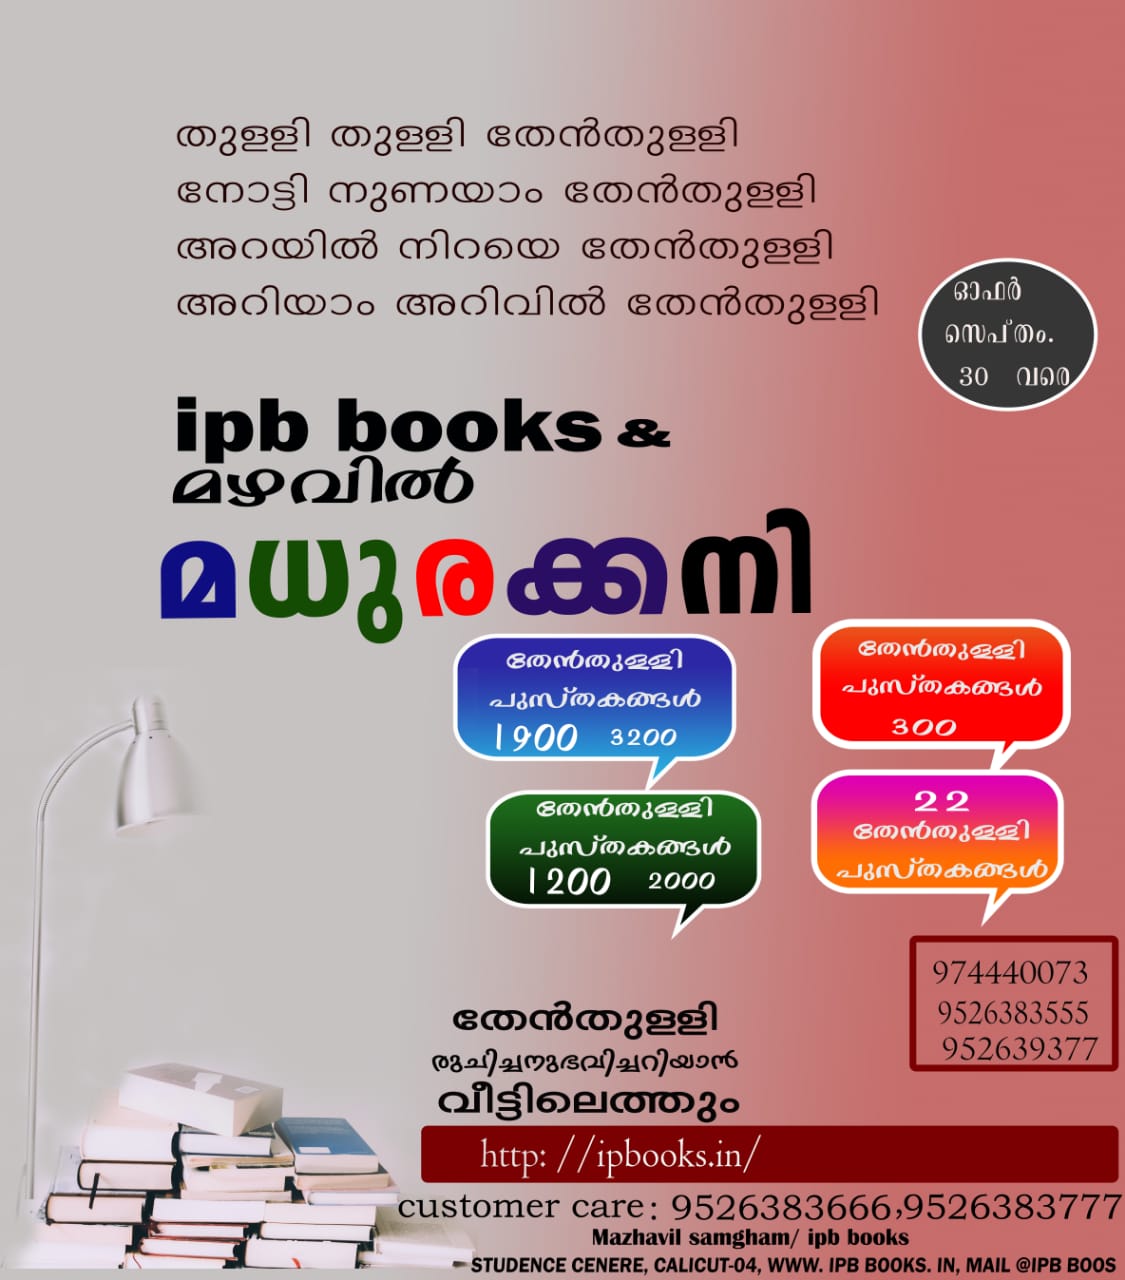 തുള്ളി തുള്ളി തേൻതുള്ളി
നോട്ടി നുണയാം തേൻതുള്ളി
അറയിൽ നിറയെ തേൻതുള്ളി
അറിയാം അറിവിൽ തേൻതുള്ളി
ഓഫർ
സെപ്തം.
30 വരെ
ipb books &
മഴവിൽ
മധുരക്കനി
തേൻതുള്ളി
പുസ്തകങ്ങൾ
1900 3200
തേൻതുള്ളി
പുസ്തകങ്ങൾ
300
തേൻതുള്ളി
പുസ്തകങ്ങൾ
1200 2000
22
തേൻതുള്ളി
പുസ്തകങ്ങൾ
974440073
9526383555
952639377
തേൻതുള്ളി
രുചിച്ചനുഭവിച്ചറിയാൻ
വീട്ടിലെത്തും
http: //ipbooks.in/
customer care: 9526383666,9526383777
Mazhavil samgham/ ipb books
STUDENCE CENERE, CALICUT-04, WWW. IPB BOOKS. IN, MAIL @IPB BOOS